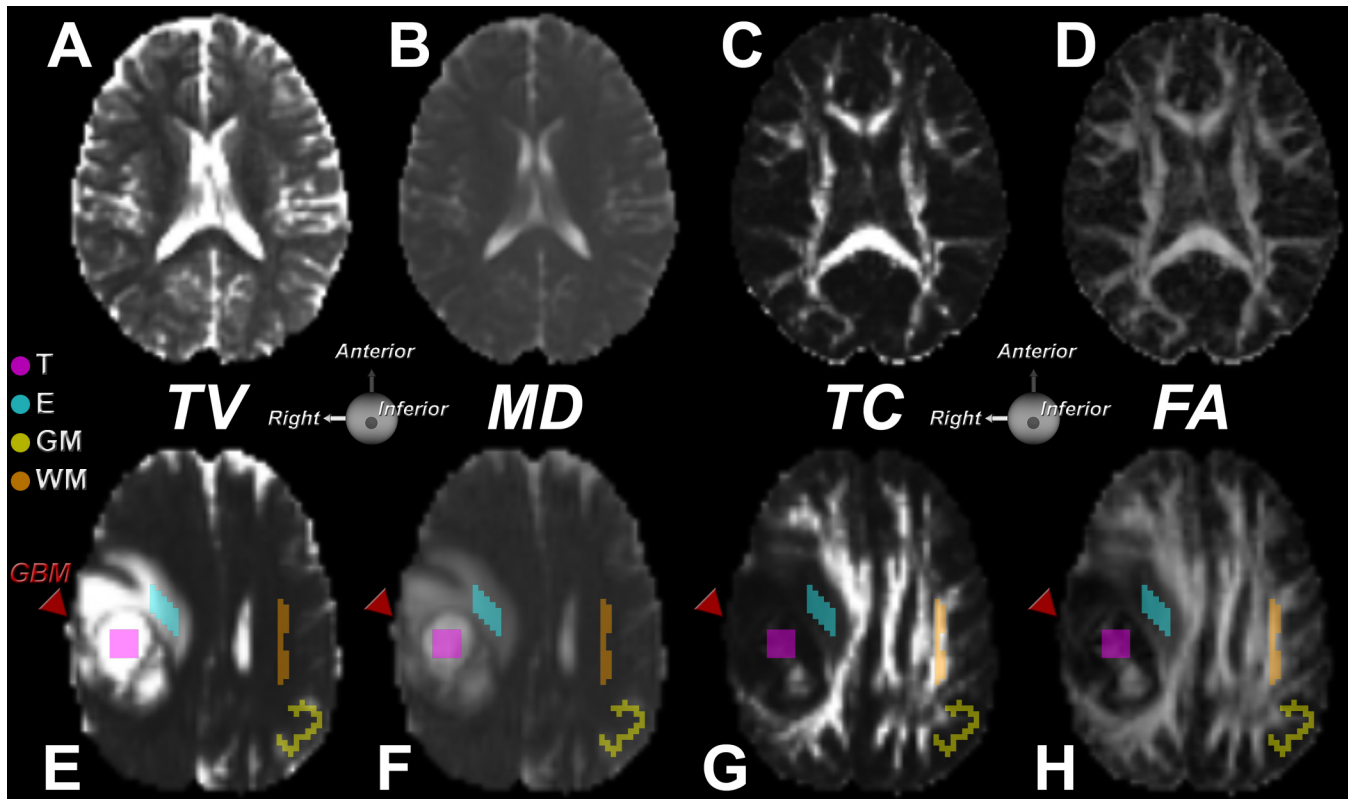 A
B
C
D
T
E
GM
WM
TV
Anterior
Right
Inferior
MD
TC
Anterior
Right
Inferior
FA
GBM
E
F
G
H